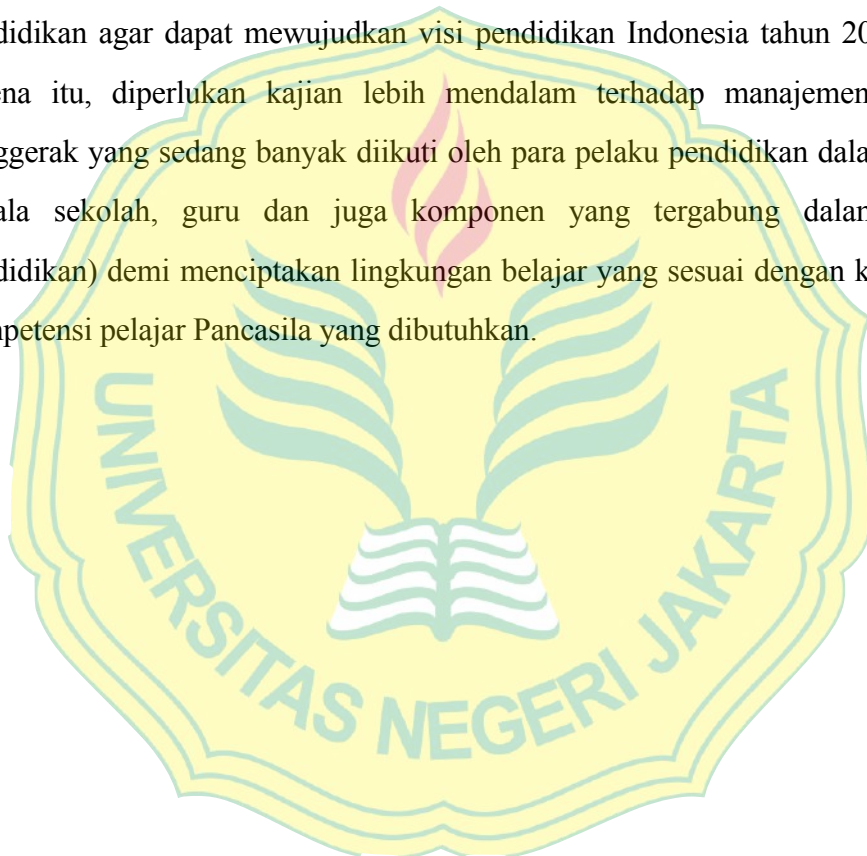 didikan agar dapat mewujudkan visi pendidikan Indonesia tahun 20
ena itu, diperlukan kajian lebih mendalam terhadap manajemen
ggerak yang sedang banyak diikuti oleh para pelaku pendidikan dala
ala sekolah, guru dan juga komponen yang tergabung dalan
didikan) demi menciptakan lingkungan belajar yang sesuai dengan k
petensi pelajar Pancasila yang dibutuhkan.
UNIVERSITAS NEGERI JAKARTA